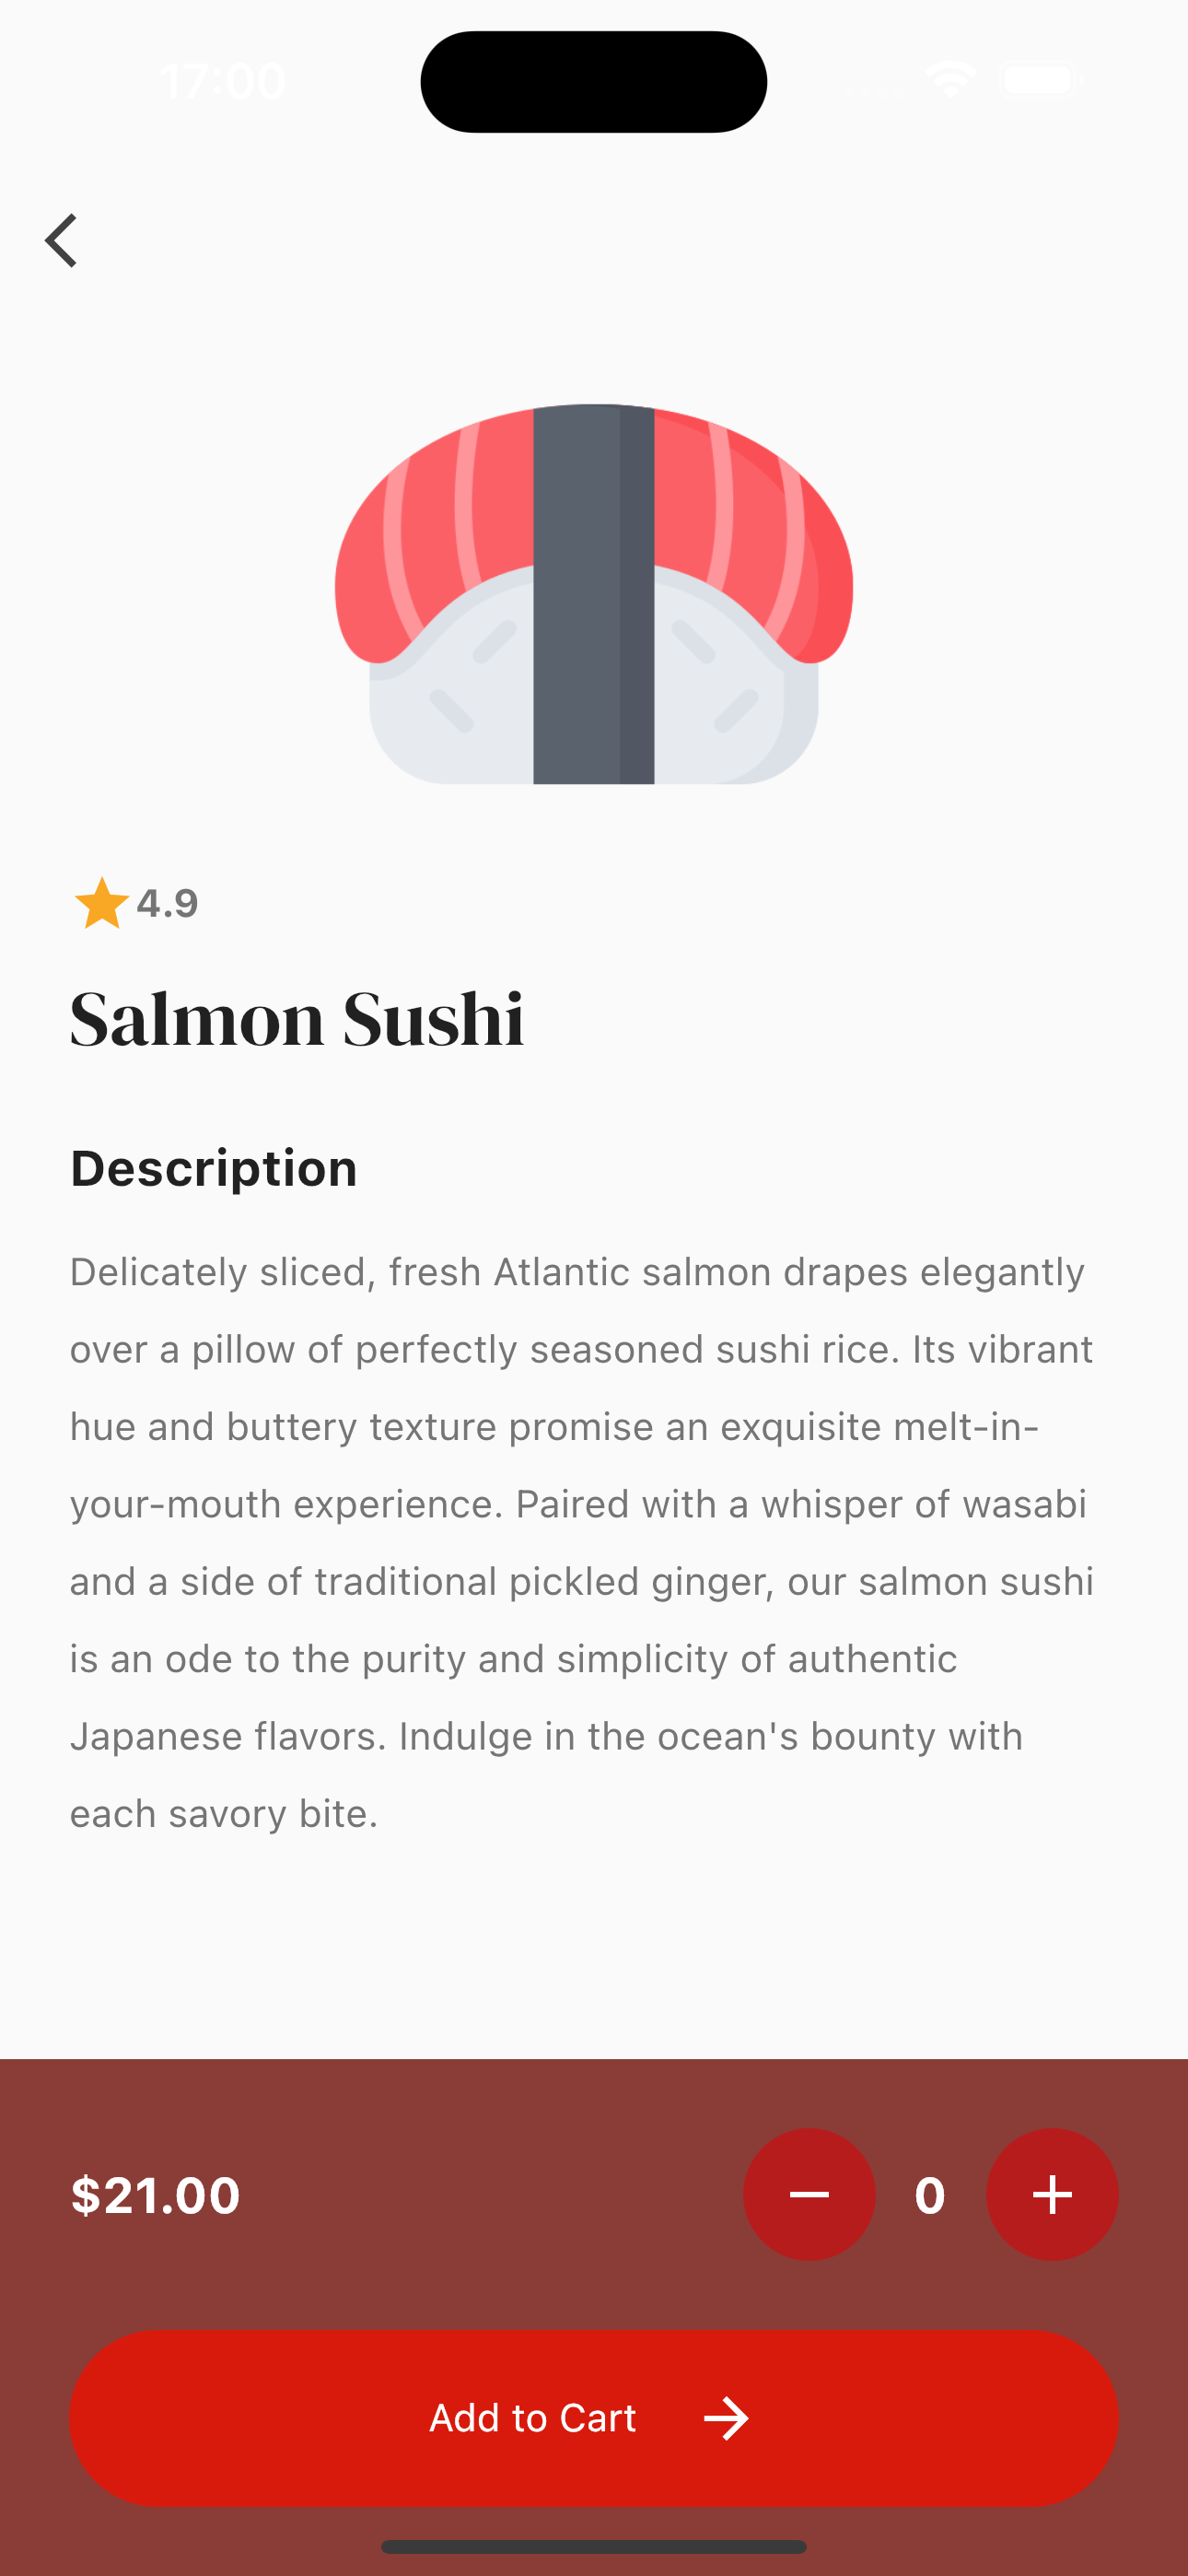 17:00
4.9
Salmon Sushi
Description
Delicately sliced, fresh Atlantic salmon drapes elegantly
over a pillow of perfectly seasoned sushi rice. Its vibrant
hue and buttery texture promise an exquisite melt-in-
your-mouth experience. Paired with a whisper of wasabi
and a side of traditional pickled ginger, our salmon sushi
is an ode to the purity and simplicity of authentic
Japanese flavors. Indulge in the ocean's bounty with
each savory bite.
$21.00 0
Add to Cart